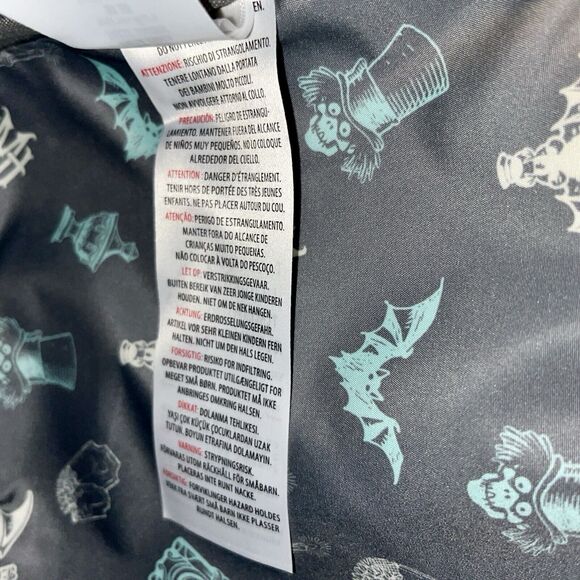 EN.
DO NOT
ATTENZIONE: RISCHIO DI STRANGOLAMENTO.
TENERE LONTANO DALLA PORTATA
DEI BAMBINI MOLTO PICCOLI.
NON AVVOLGERE ATTORNO AL COLLO.
PRECAUCIÓN: PELIGRO DE ESTRANGU-
LAMIENTO. MANTENER FUERA DEL ALCANCE
DE NIÑOS MUY PEQUEÑOS. NO LO COLOQUE
ALREDEDOR DEL CUELLO.
ATTENTION: DANGER D'ÉTRANGLEMENT.
TENIR HORS DE PORTÉE DES TRÈS JEUNES
ENFANTS. NE PAS PLACER AUTOUR DU COU.
ATENÇÃO: PERIGO DE ESTRANGULAMENTO.
MANTER FORA DO ALCANCE DE
CRIANÇAS MUITO PEQUENAS.
NÃO COLOCAR À VOLTA DO PESCOÇO.
LET OP: VERSTRIKKINGSGEVAAR.
BUITEN BEREIK VAN ZEER JONGE KINDEREN
HOUDEN. NIET OM DE NEK HANGEN.
ACHTUNG: ERDROSSELUNGSGEFAHR.
ARTIKEL VOR SEHR KLEINEN KINDERN FERN
HALTEN. NICHT UM DEN HALS LEGEN.
FORSIGTIG: RISIKO FOR INDFILTRING.
OPBEVAR PRODUKTET UTILGÆNGELIGT FOR
MEGET SMÅ BØRN. PRODUKTET MÅ IKKE
ANBRINGES OMKRING HALSEN.
DİKKAT: DOLANMA TEHLİKESİ.
YAŞI ÇOK KÜÇÜK ÇOCUKLARDAN UZAK
TUTUN. BOYUN ETRAFINA DOLAMAYIN.
VARNING: STRYPNINGSRISK.
FÖRVARAS UTOM RÄCKHÅLL FÖR SMÅBARN.
PLACERAS INTE RUNT NACKE.
FORSIKTIG: FORVIKLINGER HAZARD HOLDES
UNNA FRA SVÆRT SMÅ BARN IKKE PLASSER
RUNDT HALSEN.